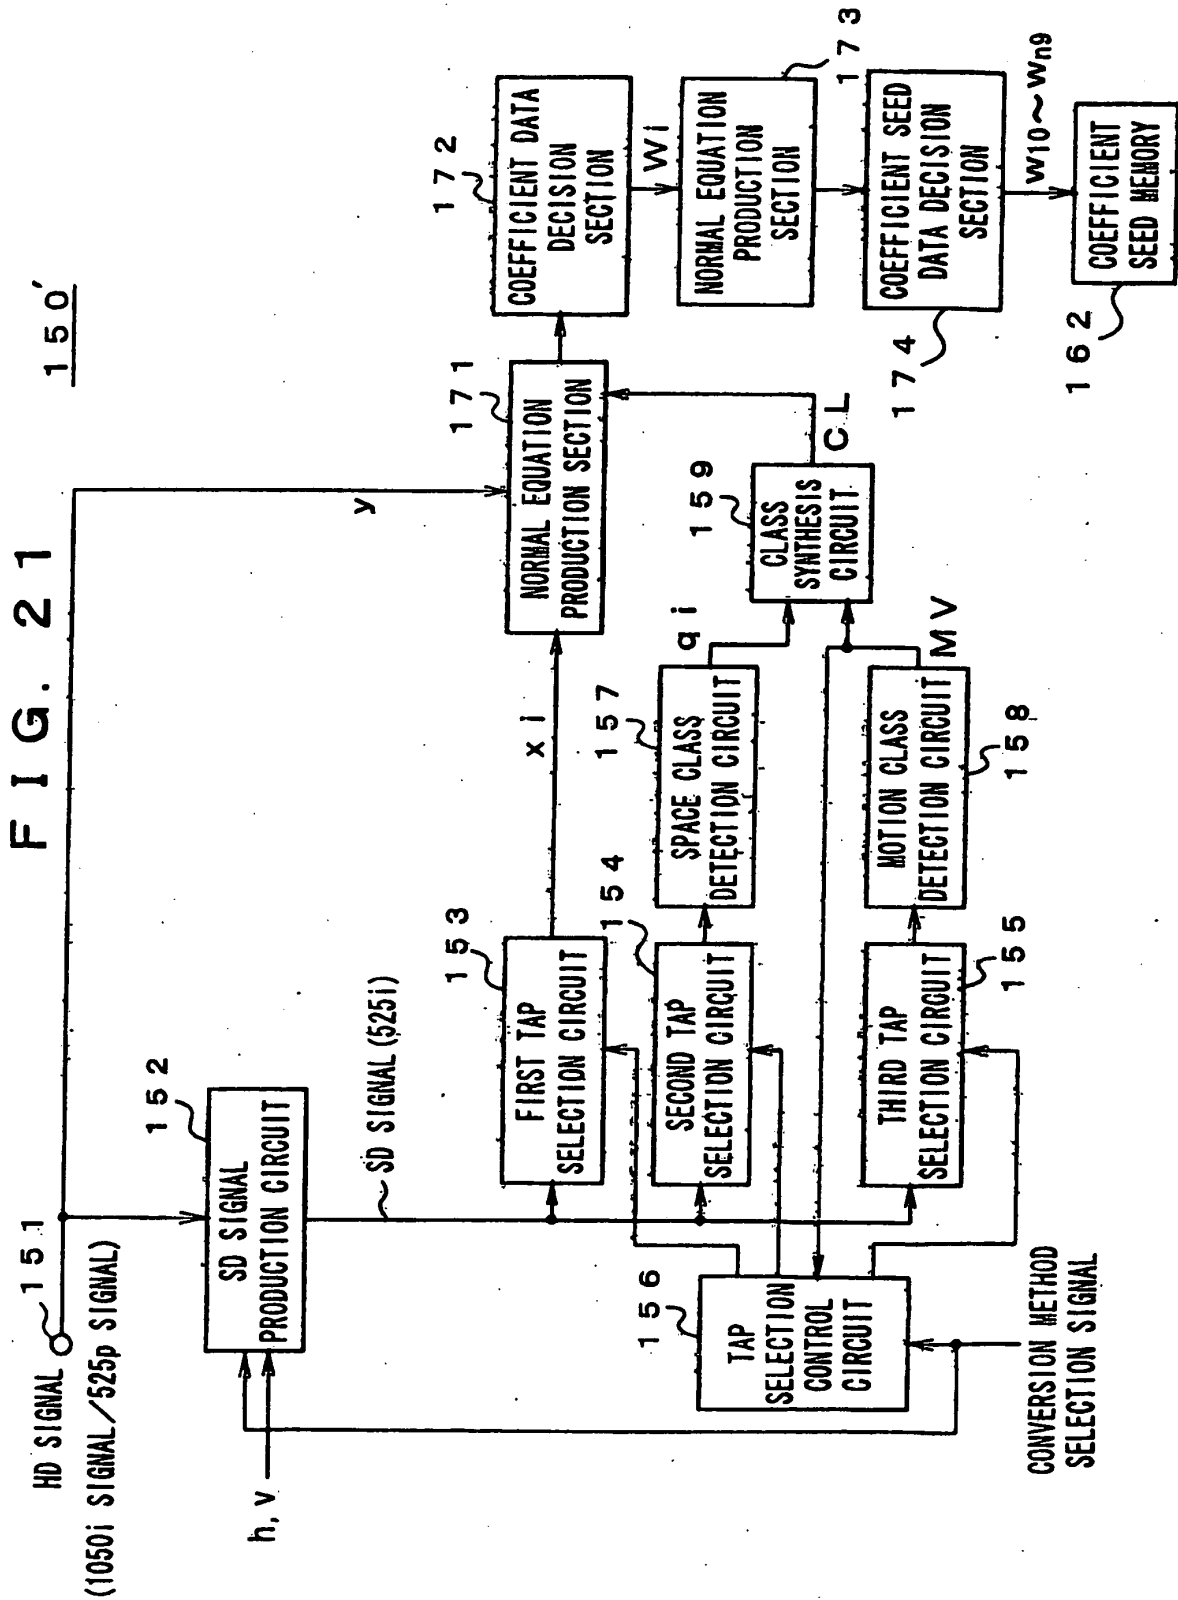 FIG. 21
150'
HD SIGNAL
151
(1050i SIGNAL/525p SIGNAL)
152
SD SIGNAL
PRODUCTION CIRCUIT
h, v
SD SIGNAL (525i)
y
153
FIRST TAP
SELECTION CIRCUIT
xi
171
NORMAL EQUATION
PRODUCTION SECTION
172
COEFFICIENT DATA
DECISION
SECTION
Wi
NORMAL EQUATION
PRODUCTION
SECTION
173
COEFFICIENT SEED
DATA DECISION
SECTION
174
W10~Wn9
COEFFICIENT
SEED MEMORY
162
154
SECOND TAP
SELECTION CIRCUIT
157
SPACE CLASS
DETECTION CIRCUIT
qi
159
CLASS
SYNTHESIS
CIRCUIT
CL
156
TAP
SELECTION
CONTROL
CIRCUIT
THIRD TAP
SELECTION CIRCUIT
155
MOTION CLASS
DETECTION CIRCUIT
158
MV
CONVERSION METHOD
SELECTION SIGNAL